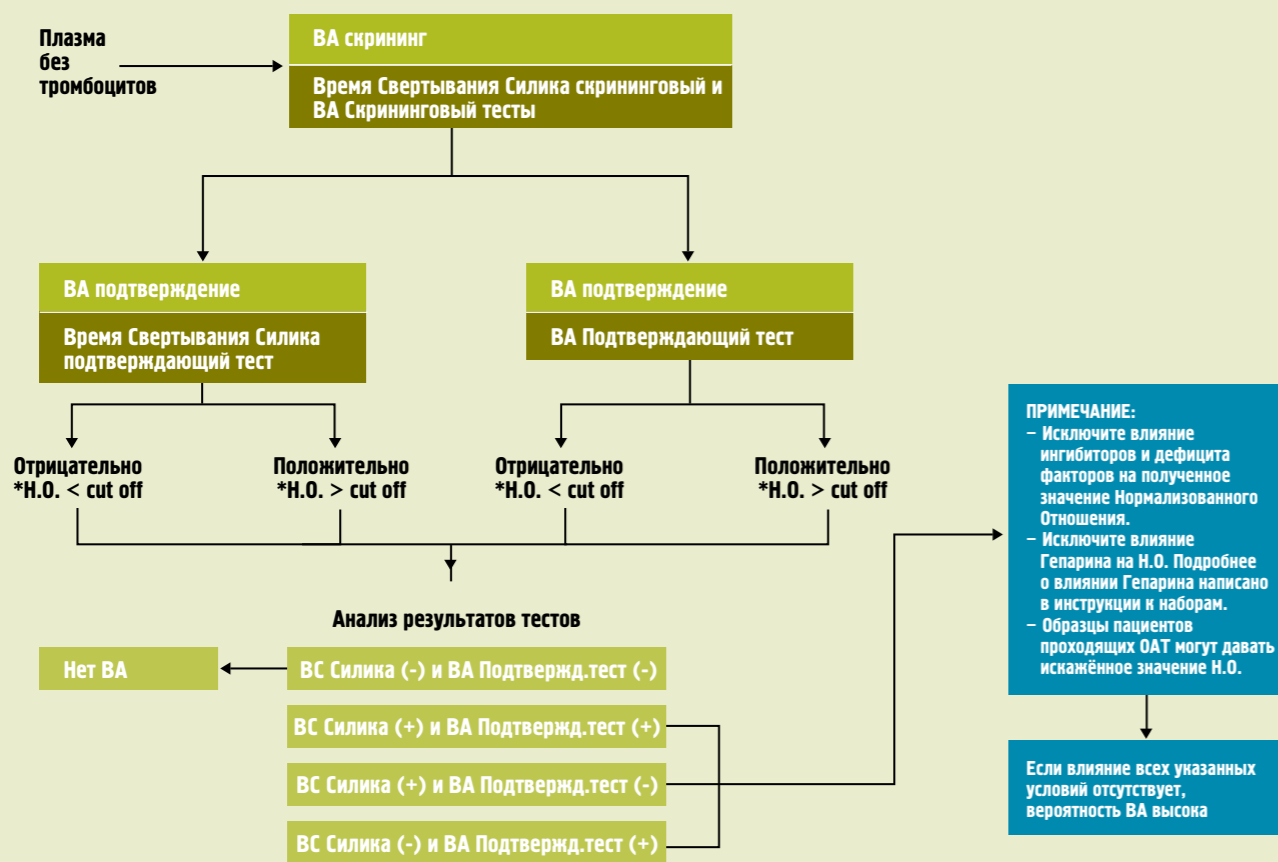 Плазма
без
тромбоцитов
ВА скрининг
Время Свертывания Силика скрининговый и
ВА Скрининговый тесты
ВА подтверждение
Время Свертывания Силика
подтверждающий тест
ВА подтверждение
ВА Подтверждающий тест
Отрицательно
*Н.О. < cut off
Положительно
*Н.О. > cut off
Отрицательно
*Н.О. < cut off
Положительно
*Н.О. > cut off
Анализ результатов тестов
Нет ВА
ВС Силика (-) и ВА Подтвержд.тест (-)
ВС Силика (+) и ВА Подтвержд.тест (+)
ВС Силика (+) и ВА Подтвержд.тест (-)
ВС Силика (-) и ВА Подтвержд.тест (+)
ПРИМЕЧАНИЕ:
– Исключите влияние
ингибиторов и дефицита
факторов на полученное
значение Нормализованного
Отношения.
– Исключите влияние
Гепарина на Н.О. Подробнее
о влиянии Гепарина написано
в инструкции к наборам.
– Образцы пациентов
проходящих ОАТ могут давать
искажённое значение Н.О.
Если влияние всех указанных
условий отсутствует,
вероятность ВА высока